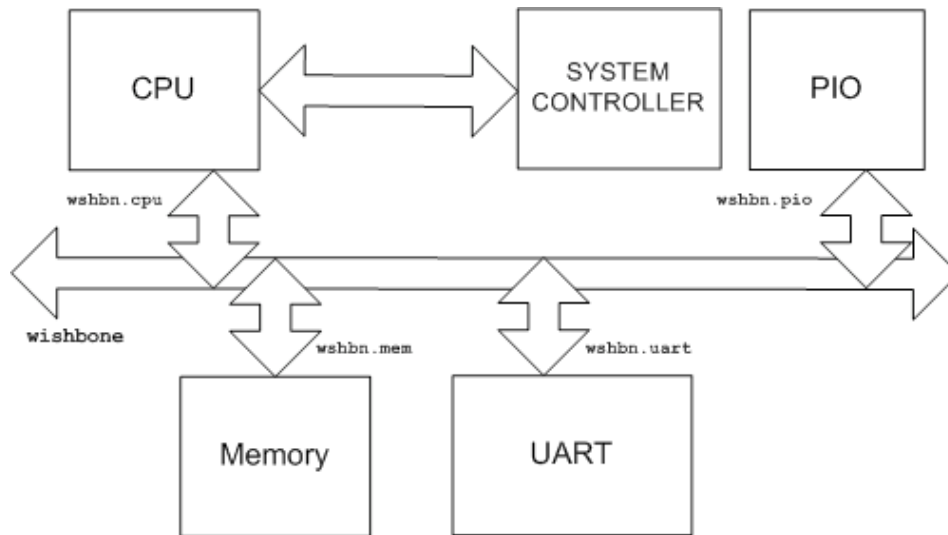 CPU
SYSTEM
CONTROLLER
PIO
wshbn.cpu
wshbn.pio
wishbone
wshbn.mem
wshbn.uart
Memory
UART